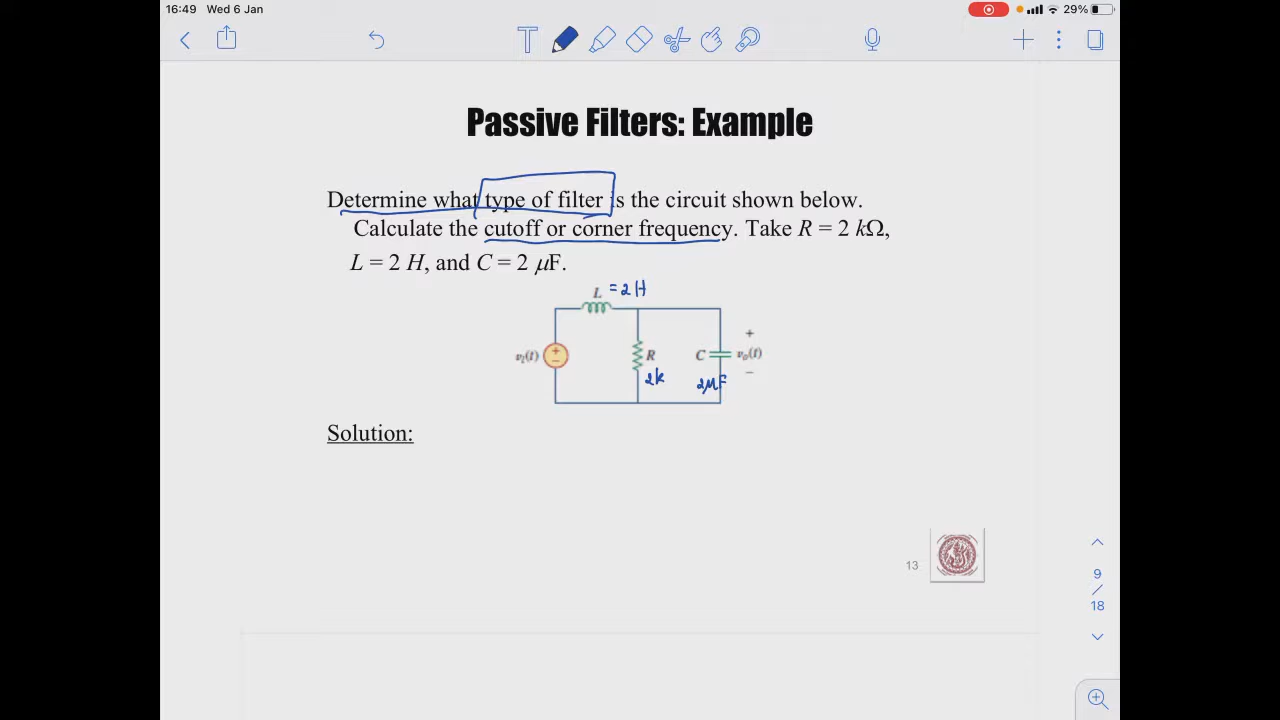 16:49 Wed 6 Jan 29%
T
Passive Filters: Example
Determine what type of filter is the circuit shown below.
Calculate the cutoff or corner frequency. Take R = 2 kΩ,
L = 2 H, and C = 2 μF.
L = 2 H
+
vᵢ(t) + − R C vₒ(t)
2k 2μF −
Solution:
13
9
/
18